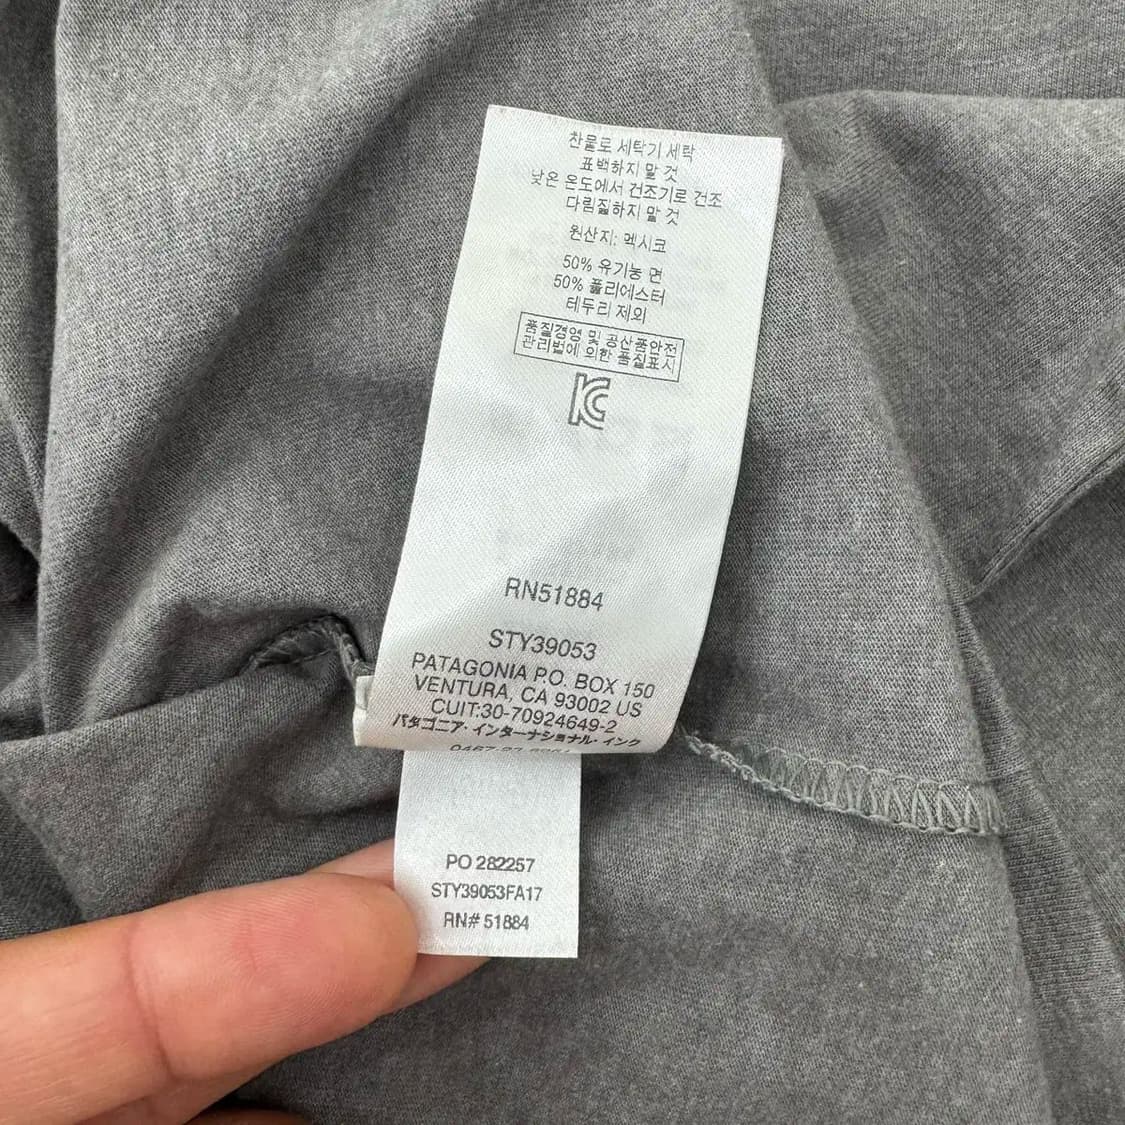 찬물로 세탁기 세탁
표백하지 말 것
낮은 온도에서 건조기로 건조
다림질하지 말 것
원산지: 멕시코
50% 유기농 면
50% 폴리에스터
테두리 제외
품질경영 및 공산품안전
관리법에 의한 품질표시
RN51884
STY39053
PATAGONIA P.O. BOX 150
VENTURA, CA 93002 US
CUIT:30-70924649-2
パタゴニア・インターナショナル・インク
PO 282257
STY39053FA17
RN# 51884